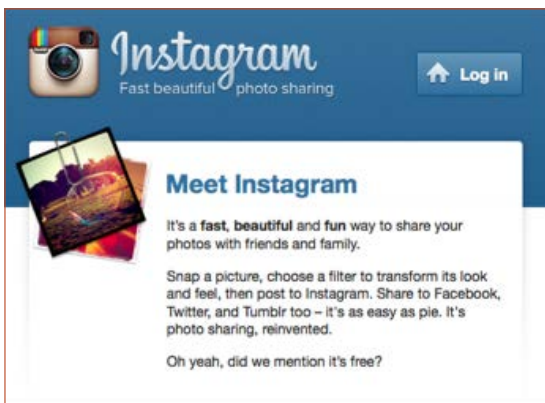 Instagram
Fast beautiful photo sharing
Log in
Meet Instagram
It's a fast, beautiful and fun way to share your
photos with friends and family.
Snap a picture, choose a filter to transform its look
and feel, then post to Instagram. Share to Facebook,
Twitter, and Tumblr too – it's as easy as pie. It's
photo sharing, reinvented.
Oh yeah, did we mention it's free?